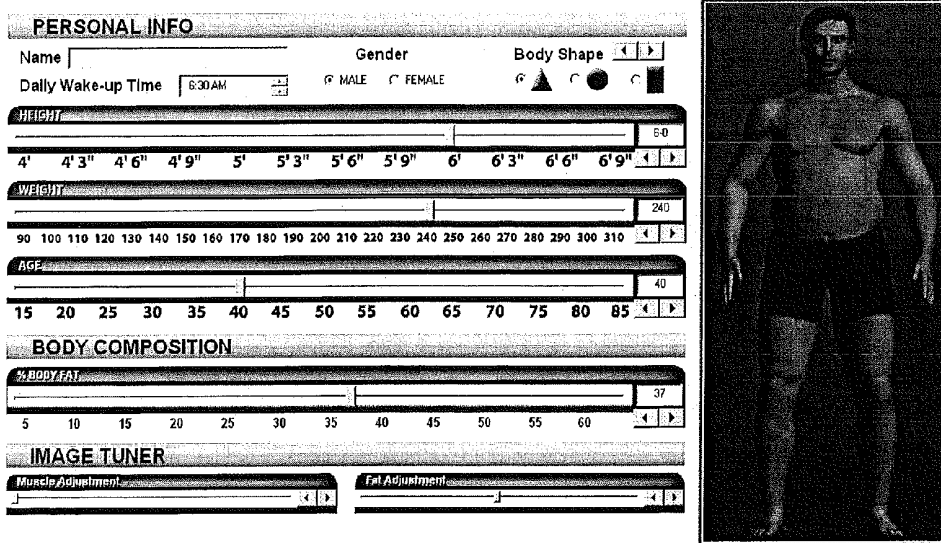 PERSONAL INFO
Name
Gender
Body Shape
Daily Wake-up Time 6:30 AM
MALE FEMALE
HEIGHT
6-0
4' 4' 3" 4' 6" 4' 9" 5' 5' 3" 5' 6" 5' 9" 6' 6' 3" 6' 6" 6' 9"
WEIGHT
240
90 100 110 120 130 140 150 160 170 180 190 200 210 220 230 240 250 260 270 280 290 300 310
AGE
40
15 20 25 30 35 40 45 50 55 60 65 70 75 80 85
BODY COMPOSITION
% BODY FAT
37
5 10 15 20 25 30 35 40 45 50 55 60
IMAGE TUNER
Muscle Adjustment Fat Adjustment